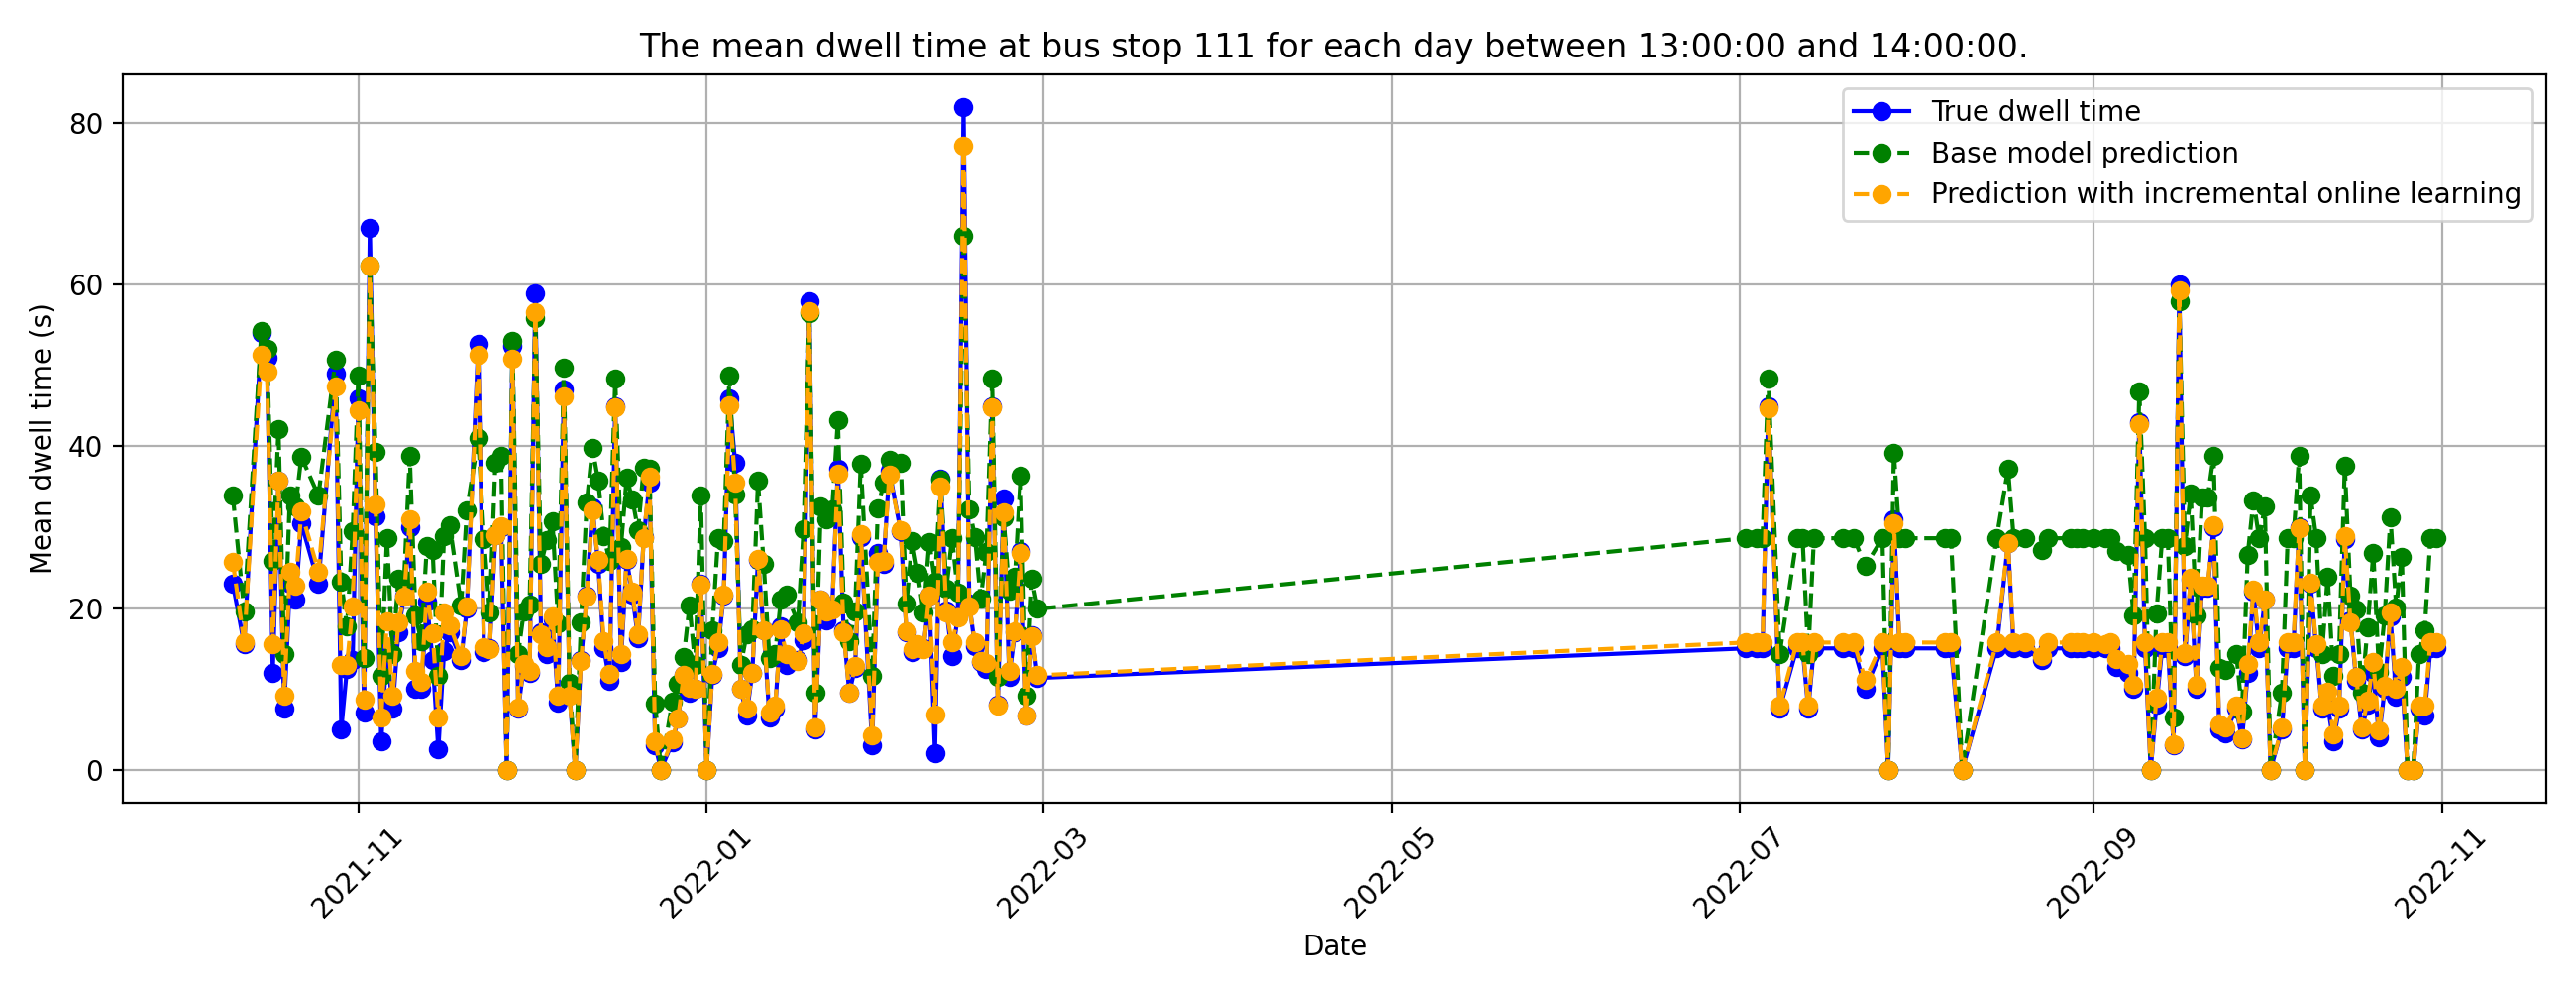 The mean dwell time at bus stop 111 for each day between 13:00:00 and 14:00:00.
True dwell time
Base model prediction
Prediction with incremental online learning
Mean dwell time (s)
80
60
40
20
0
2021-11
2022-01
2022-03
2022-05
2022-07
2022-09
2022-11
Date